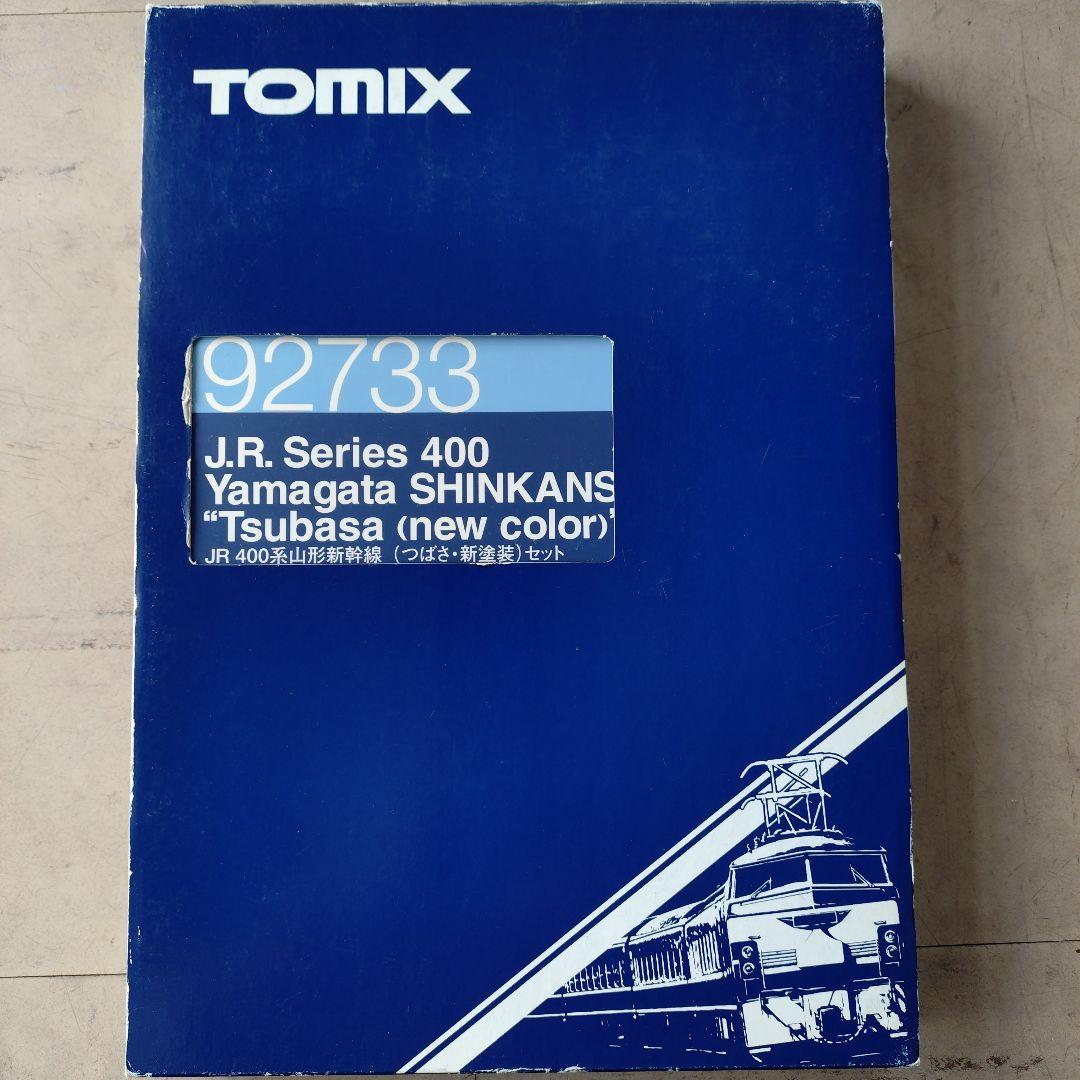 TOMIX
92733
J.R. Series 400
Yamagata SHINKANS
“Tsubasa (new color)”
JR 400系山形新幹線 (つばさ・新塗装)セット